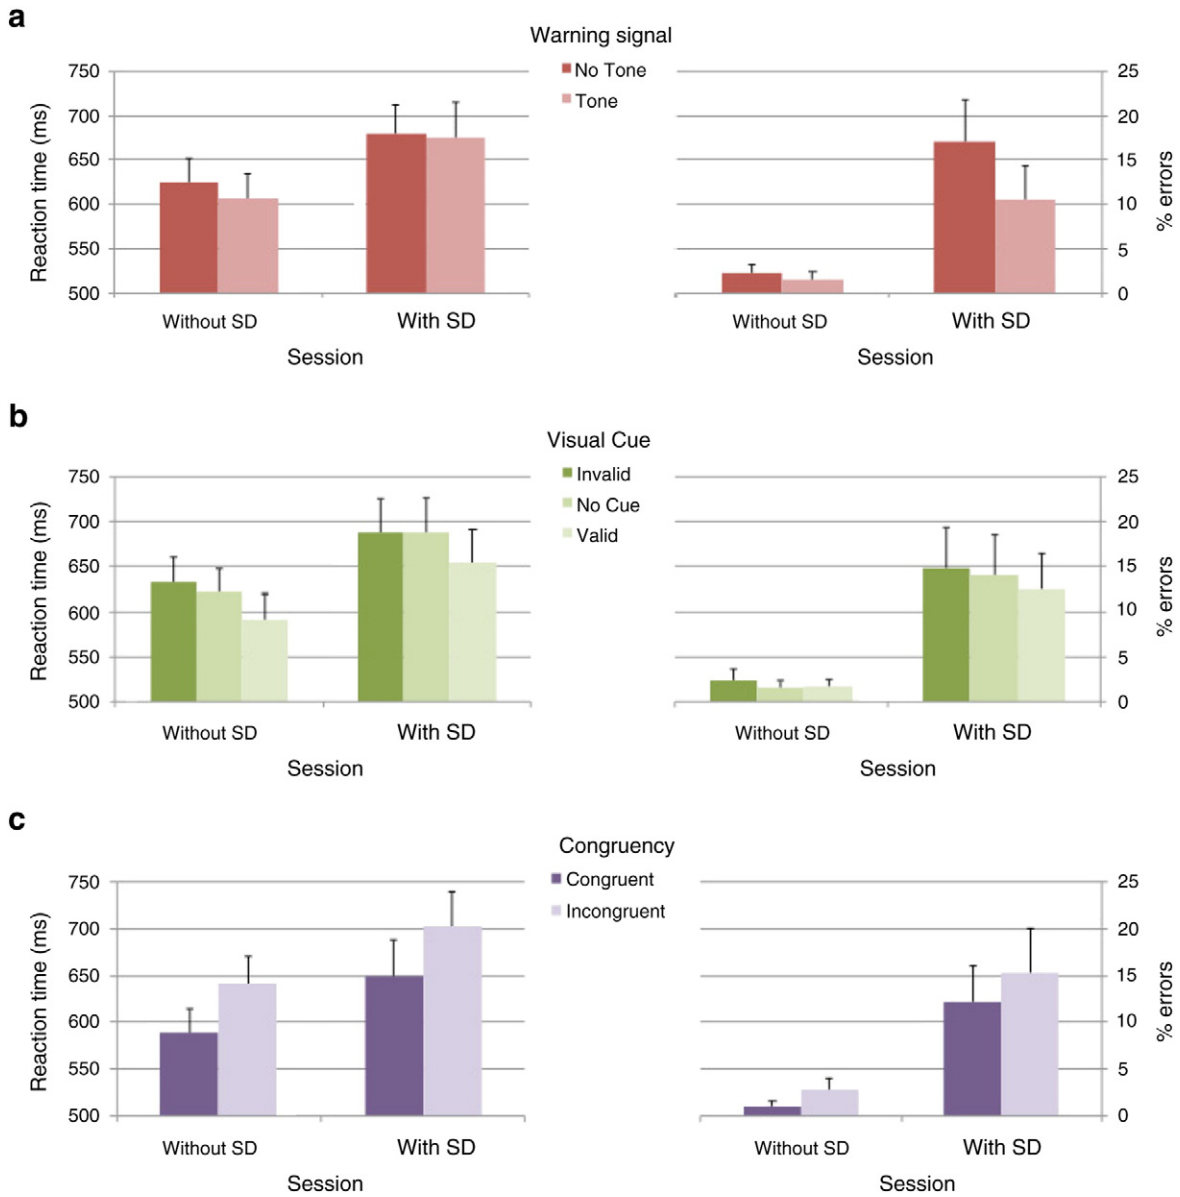 a
Warning signal
No Tone
Tone
Reaction time (ms)
750
700
650
600
550
500
Without SD
With SD
Session
25
20
15
10
5
0
% errors
Without SD
With SD
Session
b
Visual Cue
Invalid
No Cue
Valid
Reaction time (ms)
750
700
650
600
550
500
Without SD
With SD
Session
25
20
15
10
5
0
% errors
Without SD
With SD
Session
c
Congruency
Congruent
Incongruent
Reaction time (ms)
750
700
650
600
550
500
Without SD
With SD
Session
25
20
15
10
5
0
% errors
Without SD
With SD
Session